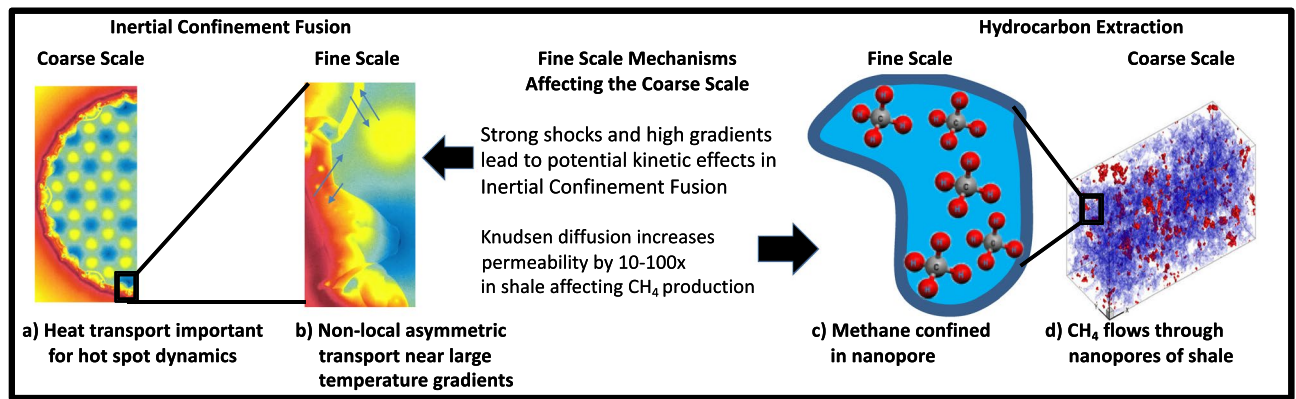 Inertial Confinement Fusion
Hydrocarbon Extraction
Coarse Scale
Fine Scale
Fine Scale Mechanisms
Affecting the Coarse Scale
Fine Scale
Coarse Scale
Strong shocks and high gradients
lead to potential kinetic effects in
Inertial Confinement Fusion
Knudsen diffusion increases
permeability by 10-100x
in shale affecting CH₄ production
H
H
H
H
C
H
H
H
H
C
H
H
H
H
C
H
H
H
H
C
H
H
H
H
C
a) Heat transport important
for hot spot dynamics
b) Non-local asymmetric
transport near large
temperature gradients
c) Methane confined
in nanopore
d) CH₄ flows through
nanopores of shale